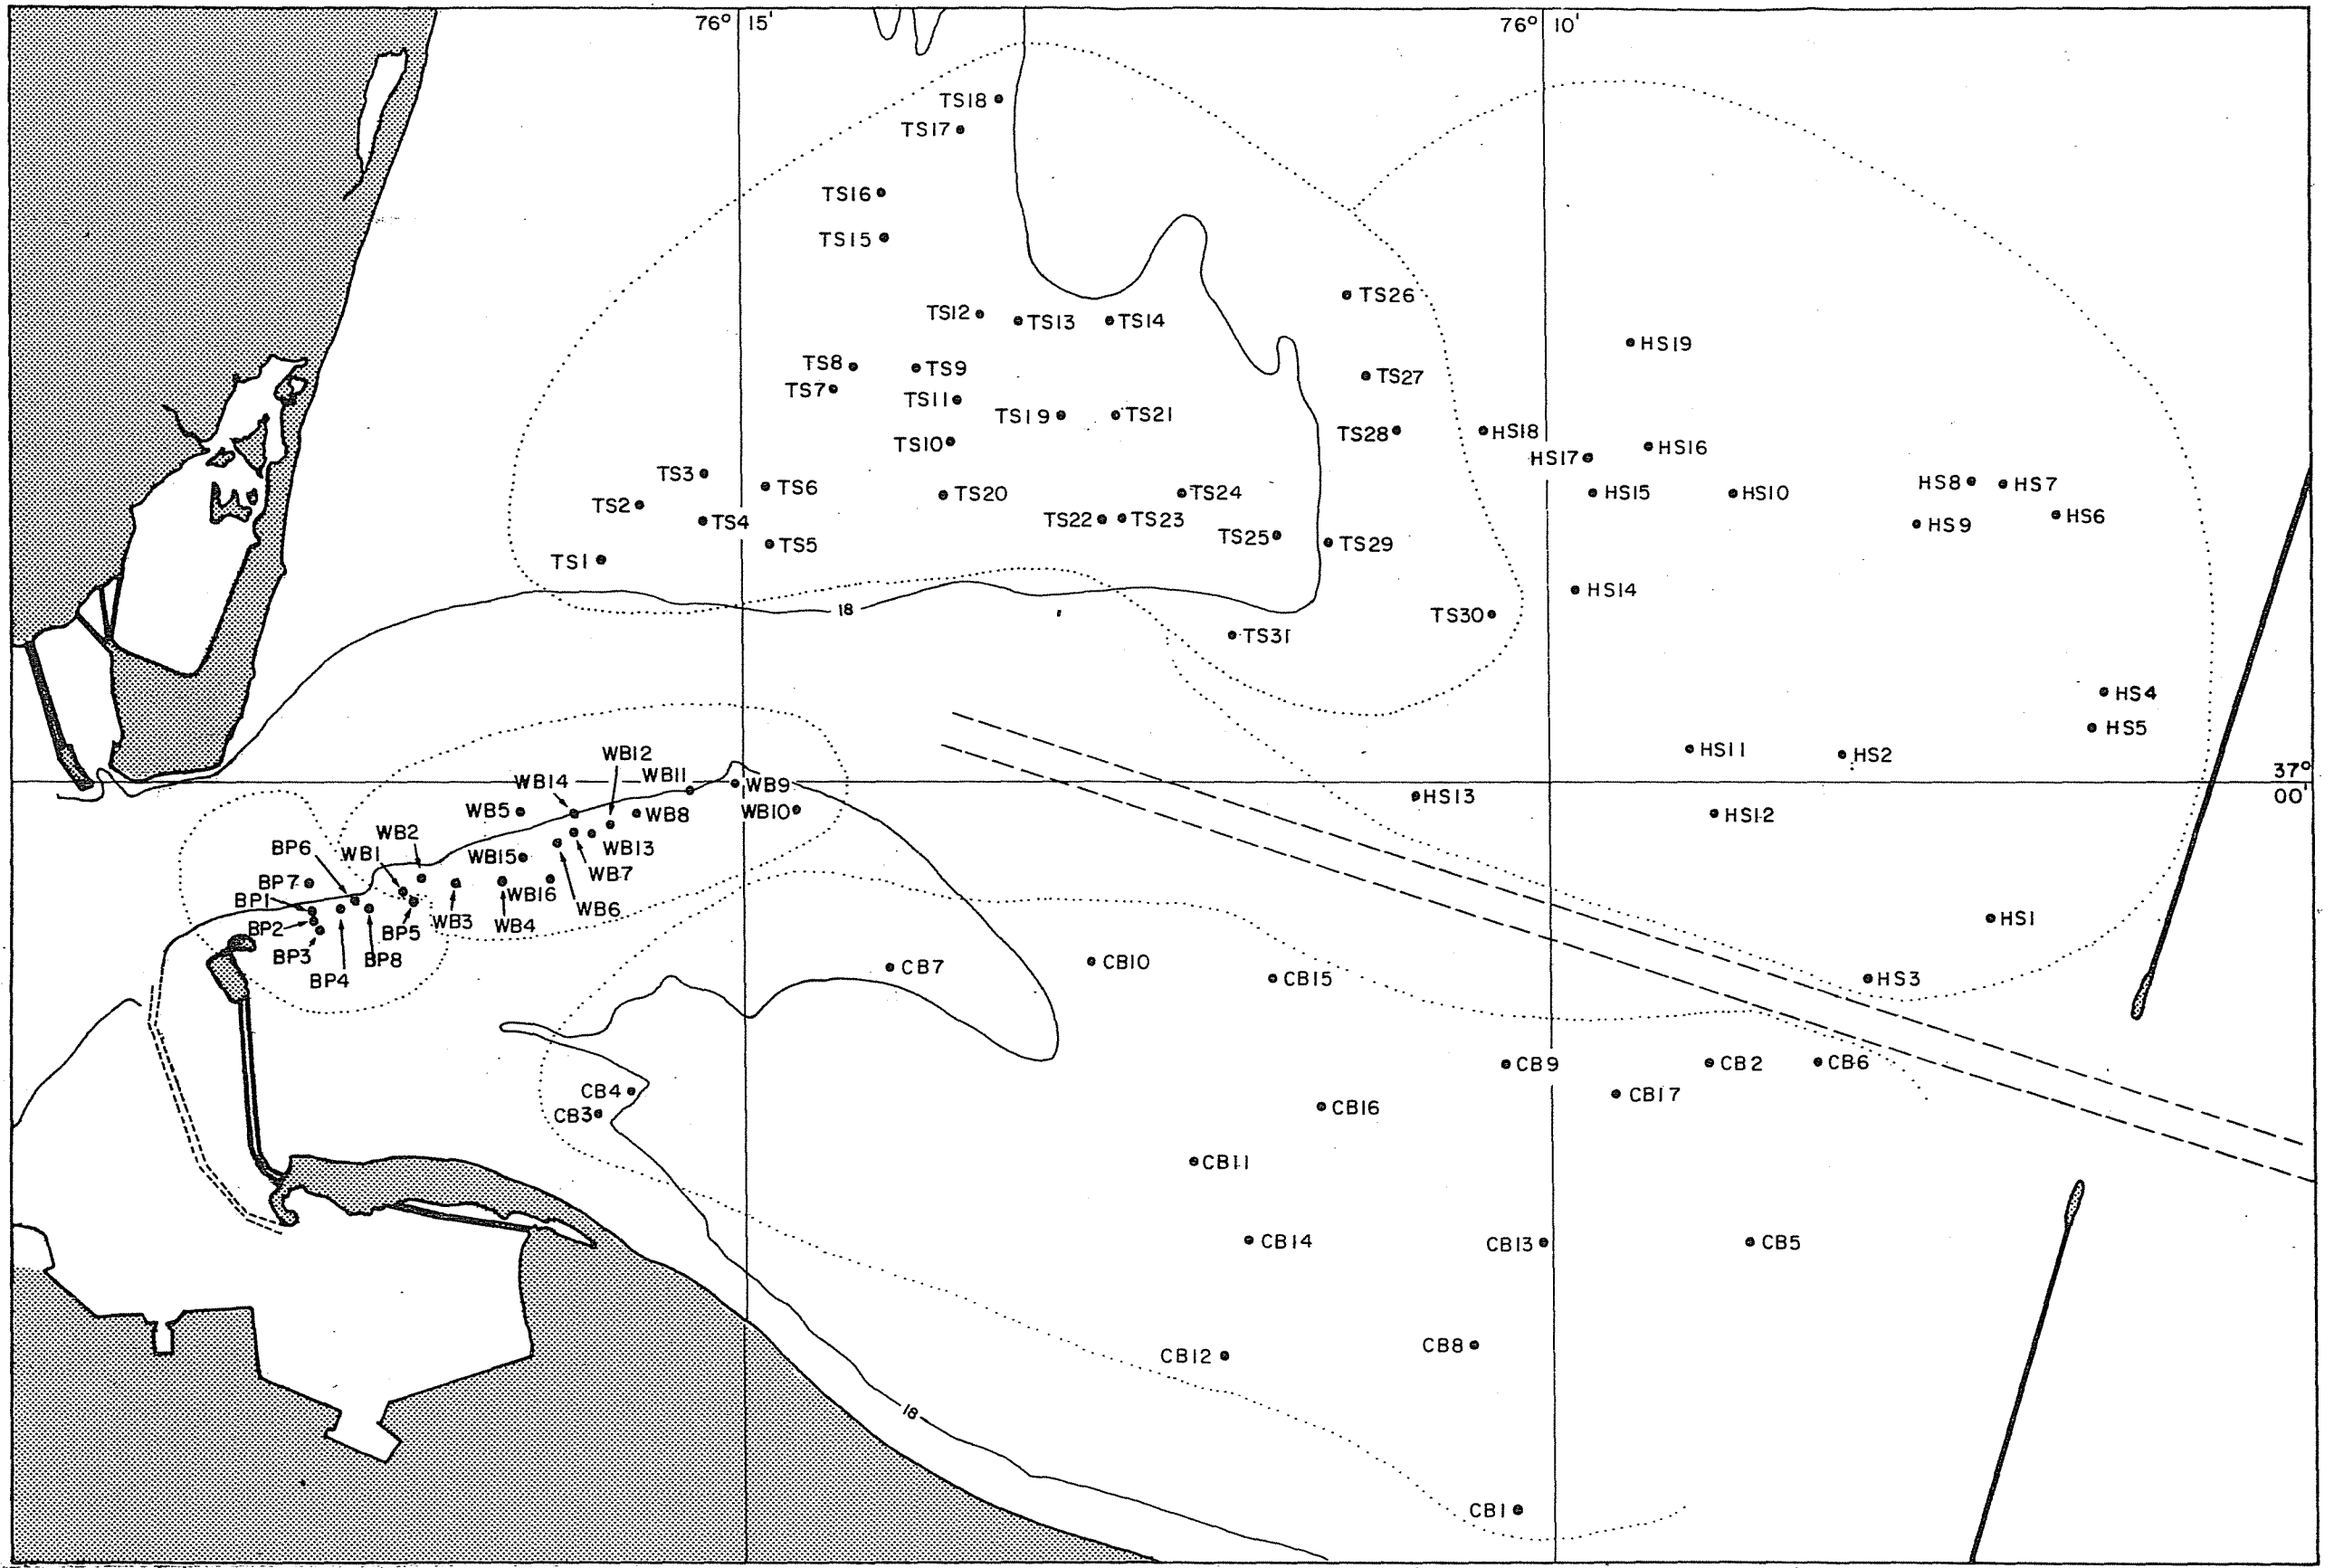 76° 15'
76° 10'
TS18
TS17
TS16
TS15
TS26
TS12
TS13
TS14
HS19
TS8
TS9
TS27
TS7
TS11
TS19
TS21
TS28
HS18
TS10
HS16
HS17
TS3
TS6
TS20
TS24
HS15
HS10
HS8
HS7
TS2
TS4
TS22
TS23
HS9
HS6
TS5
TS25
TS29
TS1
HS14
18
TS30
TS31
HS4
HS5
WB12
HS11
HS2
WB14
WB11
WB9
37°
00'
HS13
WB5
WB8
WB10
HS12
WB2
BP6
WB1
WB15
WB13
WB7
BP7
WB16
BP1
WB6
BP2
WB3
WB4
HS1
BP5
BP3
BP8
BP4
CB7
CB10
CB15
HS3
CB9
CB2
CB6
CB4
CB17
CB3
CB16
CB11
CB14
CB13
CB5
CB8
CB12
18
CB1